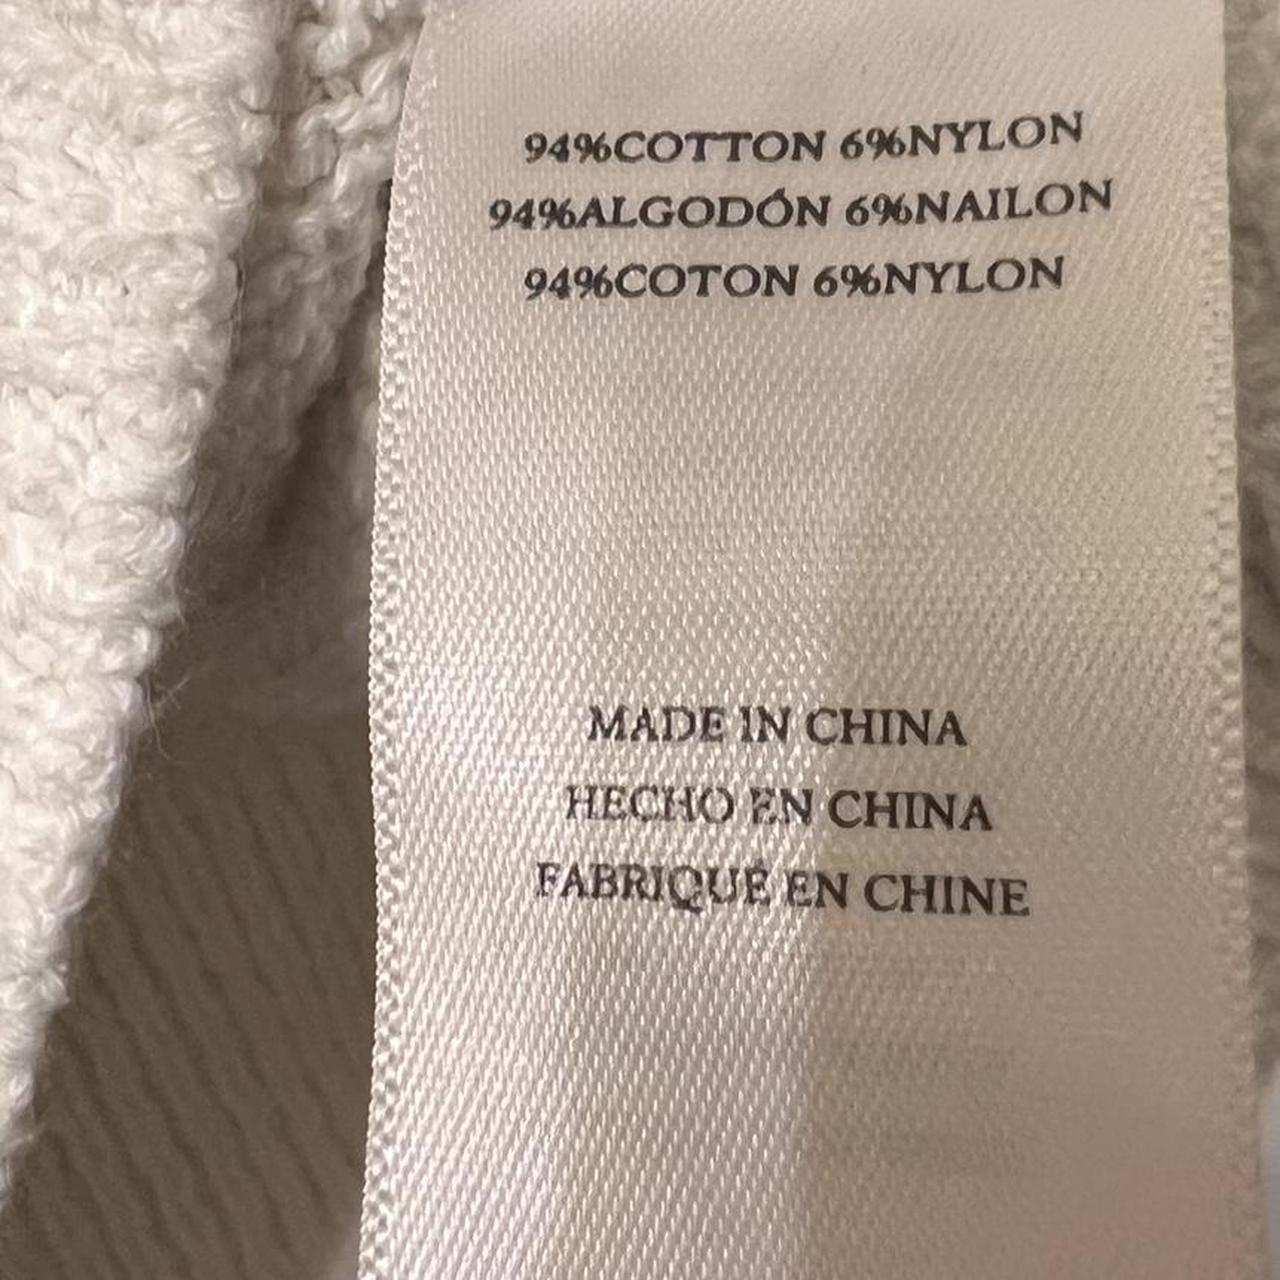 94%COTTON 6%NYLON
94%ALGODÓN 6%NAILON
94%COTON 6%NYLON
MADE IN CHINA
HECHO EN CHINA
FABRIQUÉ EN CHINE